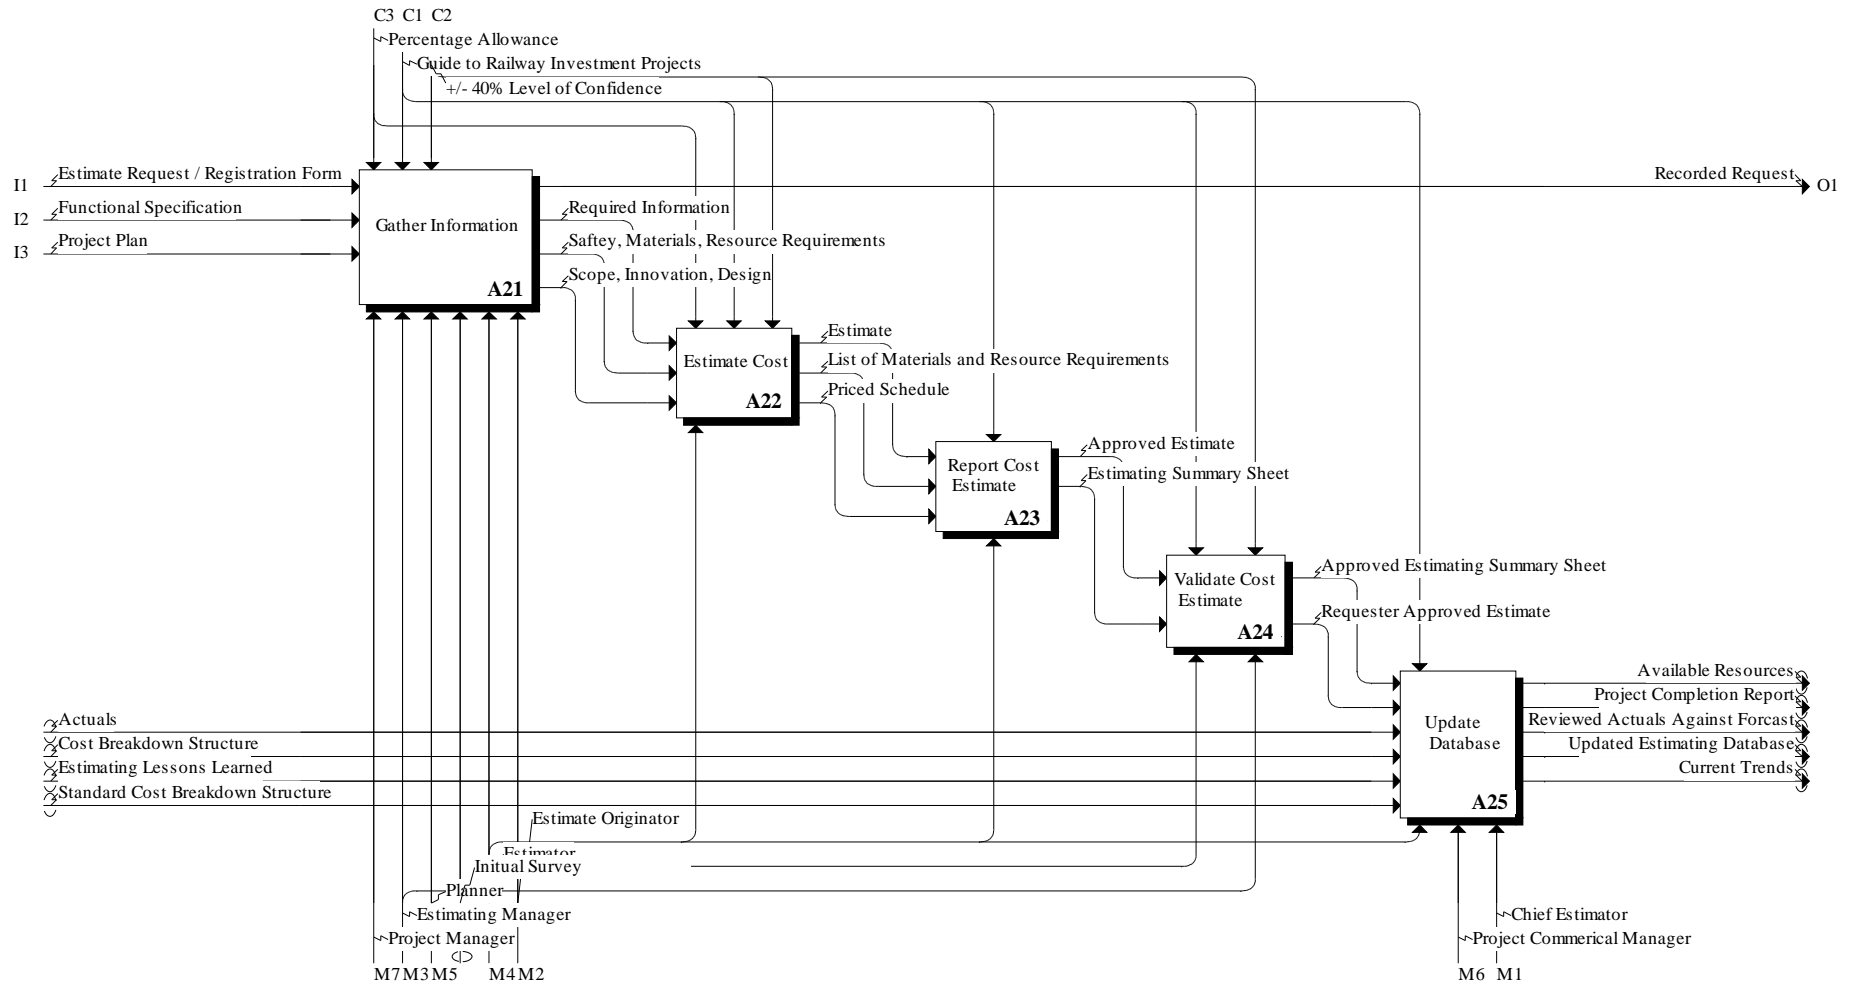 C3 C1 C2
Percentage Allowance
Guide to Railway Investment Projects
+/- 40% Level of Confidence
I1 Estimate Request / Registration Form
Recorded Request O1
I2 Functional Specification
I3 Project Plan
Gather Information
A21
Required Information
Saftey, Materials, Resource Requirements
Scope, Innovation, Design
Estimate Cost
A22
Estimate
List of Materials and Resource Requirements
Priced Schedule
Report Cost
Estimate
A23
Approved Estimate
Estimating Summary Sheet
Validate Cost
Estimate
A24
Approved Estimating Summary Sheet
Requester Approved Estimate
Update
Database
A25
Available Resources
Project Completion Report
Reviewed Actuals Against Forcast
Updated Estimating Database
Current Trends
Actuals
Cost Breakdown Structure
Estimating Lessons Learned
Standard Cost Breakdown Structure
Estimate Originator
Estimator
Initual Survey
Planner
Estimating Manager
Project Manager
M7 M3 M5 M4 M2
Chief Estimator
Project Commerical Manager
M6 M1